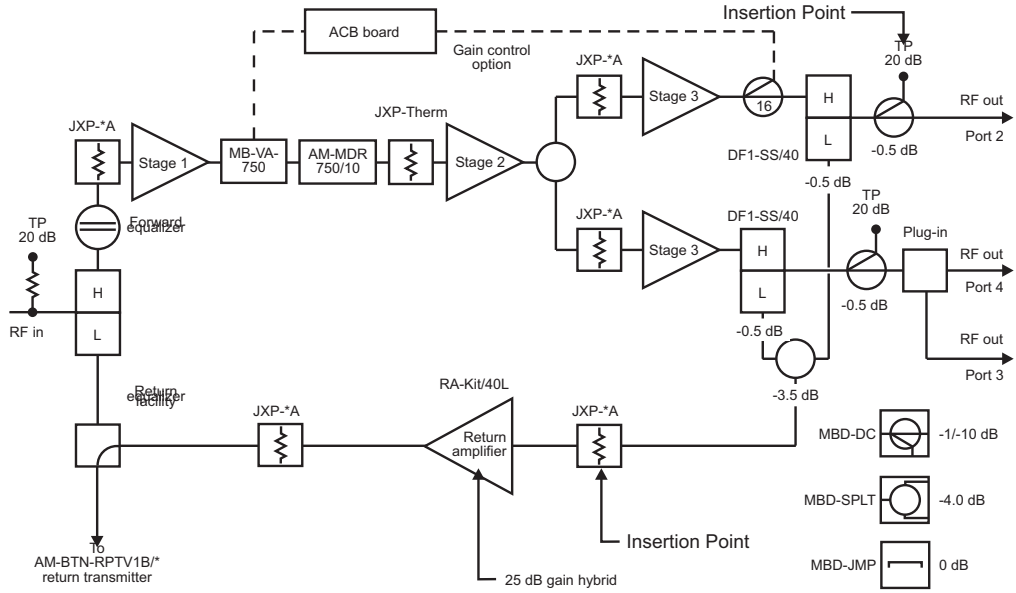 Insertion Point
ACB board
Gain control
option
TP
20 dB
JXP-*A
Stage 3
16
H
L
RF out
Port 2
-0.5 dB
DF1-SS/40
-0.5 dB
JXP-*A
Stage 1
MB-VA-
750
AM-MDR
750/10
JXP-Therm
Stage 2
TP
20 dB
Forward
equalizer
H
L
RF in
JXP-*A
Stage 3
DF1-SS/40
H
L
-0.5 dB
TP
20 dB
-0.5 dB
Plug-in
RF out
Port 4
RF out
Port 3
-3.5 dB
Return
equalizer
facility
JXP-*A
RA-Kit/40L
Return
amplifier
JXP-*A
MBD-DC
-1/-10 dB
MBD-SPLT
-4.0 dB
MBD-JMP
0 dB
Insertion Point
25 dB gain hybrid
To
AM-BTN-RPTV1B/*
return transmitter